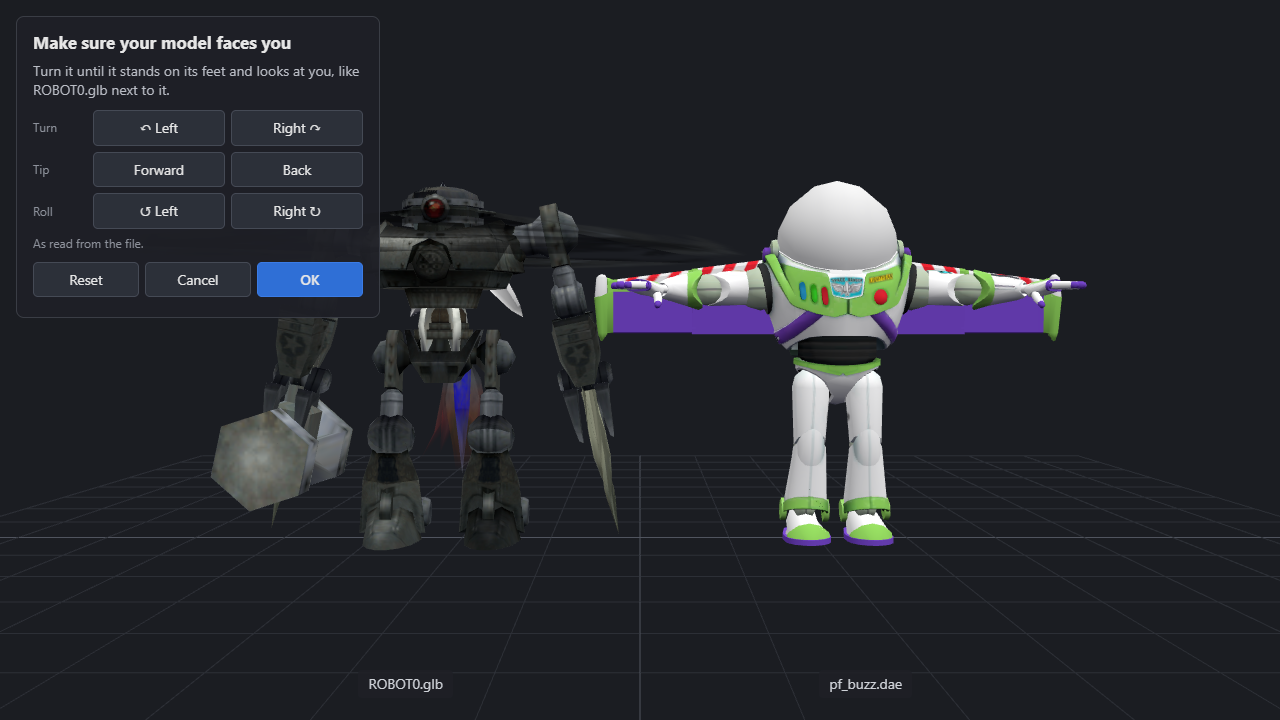 Make sure your model faces you
Turn it until it stands on its feet and looks at you, like
ROBOT0.glb next to it.
Turn
↶ Left
Right ↷
Tip
Forward
Back
Roll
↺ Left
Right ↻
As read from the file.
Reset
Cancel
OK
ROBOT0.glb
pf_buzz.dae